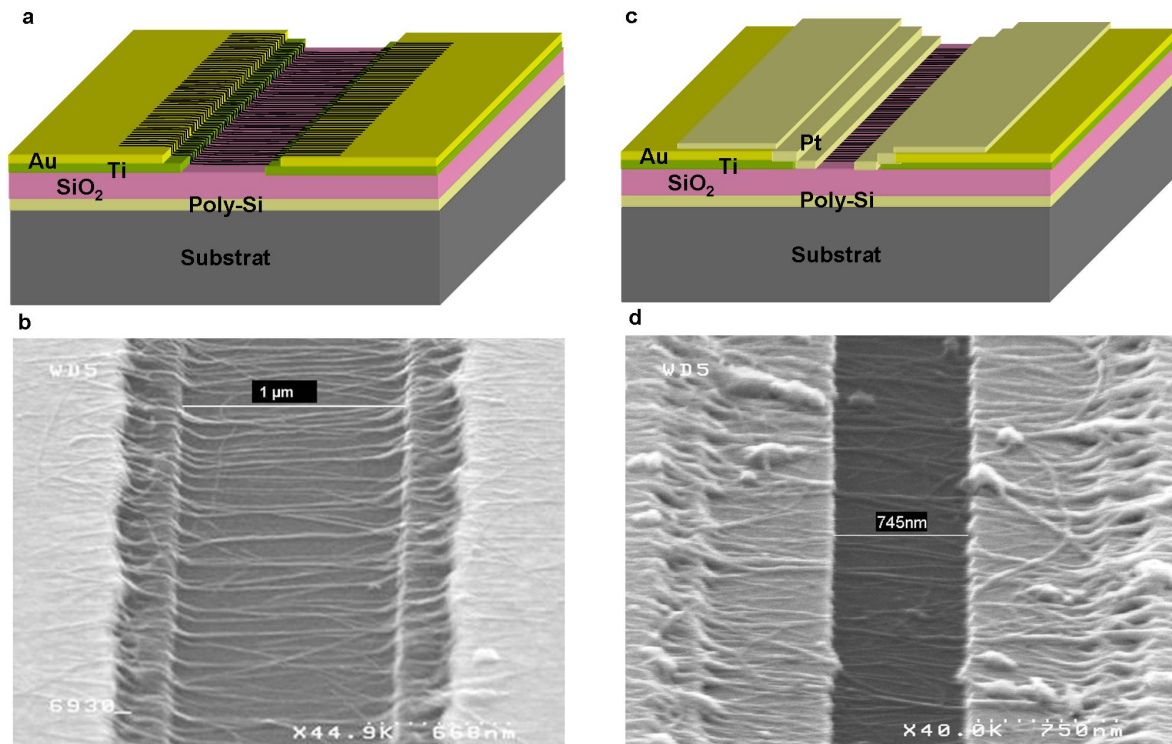 a
Au
Ti
SiO2
Poly-Si
Substrat
b
WD5
1 µm
6930
X44.9K 668nm
c
Pt
Au
Ti
SiO2
Poly-Si
Substrat
d
WD5
745nm
X40.0K 750nm